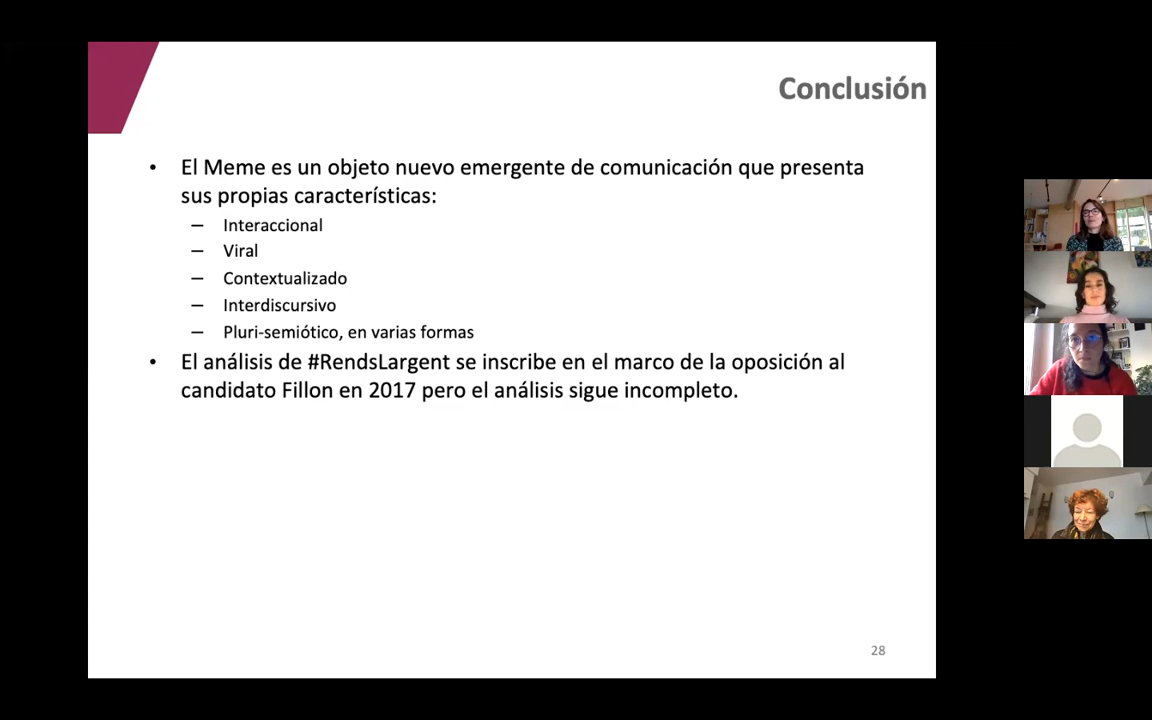 Conclusión
• El Meme es un objeto nuevo emergente de comunicación que presenta
sus propias características:
– Interaccional
– Viral
– Contextualizado
– Interdiscursivo
– Pluri-semiótico, en varias formas
• El análisis de #RendsLargent se inscribe en el marco de la oposición al
candidato Fillon en 2017 pero el análisis sigue incompleto.
28